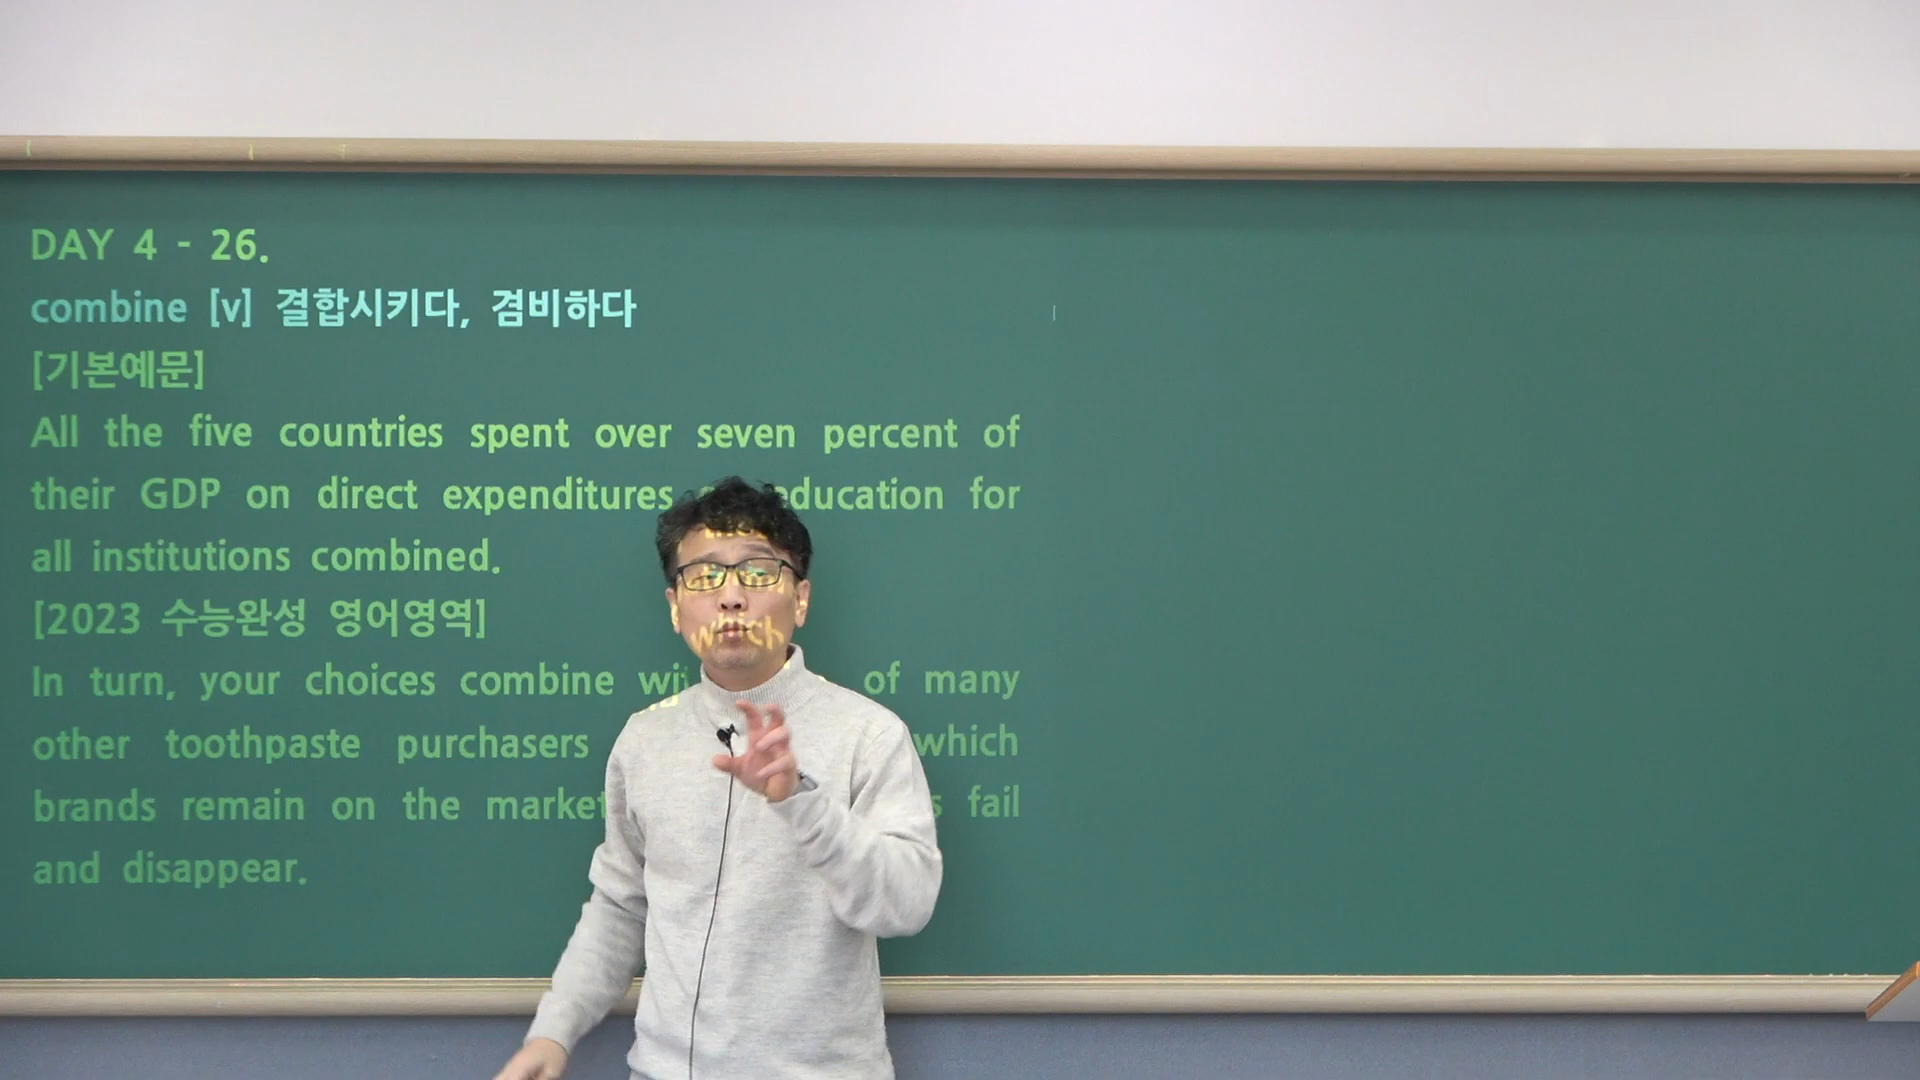 DAY 4 - 26.
combine [v] 결합시키다, 겸비하다
[기본예문]
All the five countries spent over seven percent of
their GDP on direct expenditures education for
all institutions combined.
[2023 수능완성 영어영역]
In turn, your choices combine of many
other toothpaste purchasers which
brands remain on the market fail
and disappear.